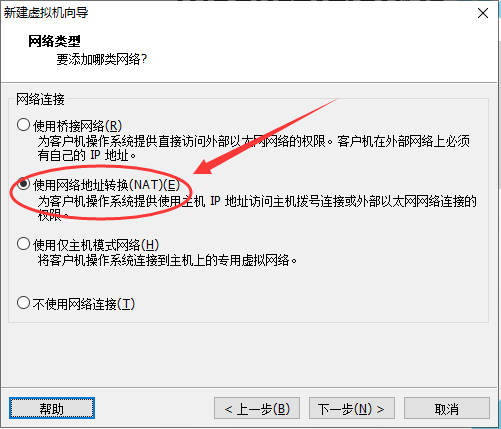 新建虚拟机向导
网络类型
要添加哪类网络?
网络连接
使用桥接网络(R)
为客户机操作系统提供直接访问外部以太网网络的权限。客户机在外部网络上必须
有自己的 IP 地址。
使用网络地址转换(NAT)(E)
为客户机操作系统提供使用主机 IP 地址访问主机拨号连接或外部以太网网络连接的
权限。
使用仅主机模式网络(H)
将客户机操作系统连接到主机上的专用虚拟网络。
不使用网络连接(T)
帮助
< 上一步(B)
下一步(N) >
取消